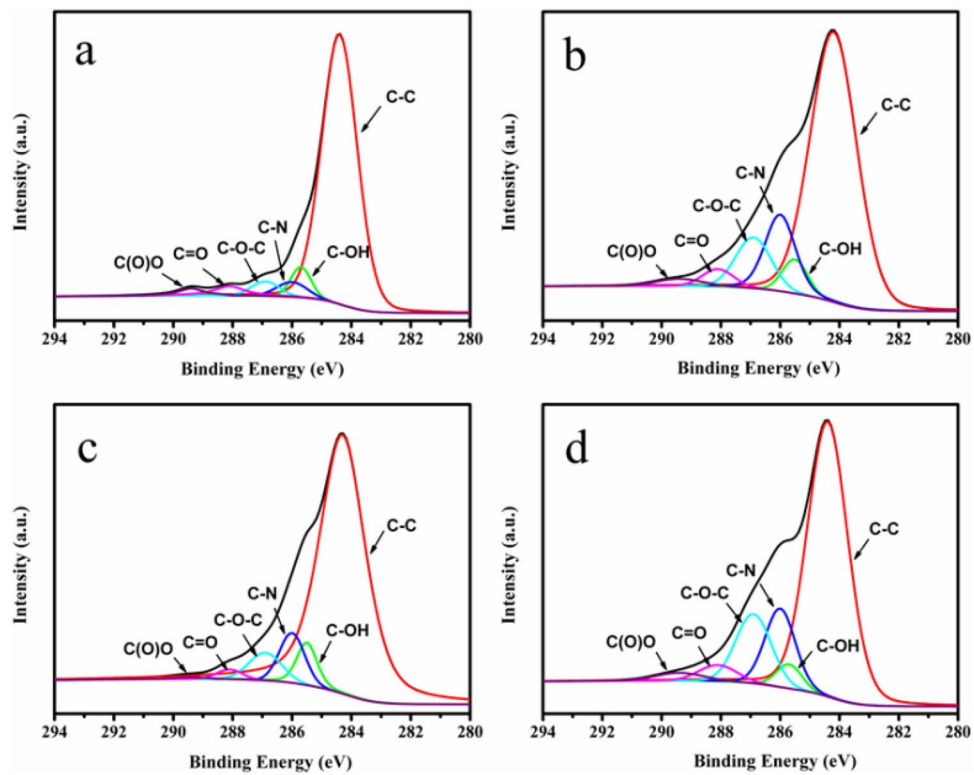 a
C-C
C-N
C-O-C
C=O
C(O)O
C-OH
Intensity (a.u.)
294 292 290 288 286 284 282 280
Binding Energy (eV)
b
C-C
C-N
C-O-C
C=O
C(O)O
C-OH
Intensity (a.u.)
294 292 290 288 286 284 282 280
Binding Energy (eV)
c
C-C
C-N
C-O-C
C=O
C(O)O
C-OH
Intensity (a.u.)
294 292 290 288 286 284 282 280
Binding Energy (eV)
d
C-C
C-N
C-O-C
C=O
C(O)O
C-OH
Intensity (a.u.)
294 292 290 288 286 284 282 280
Binding Energy (eV)